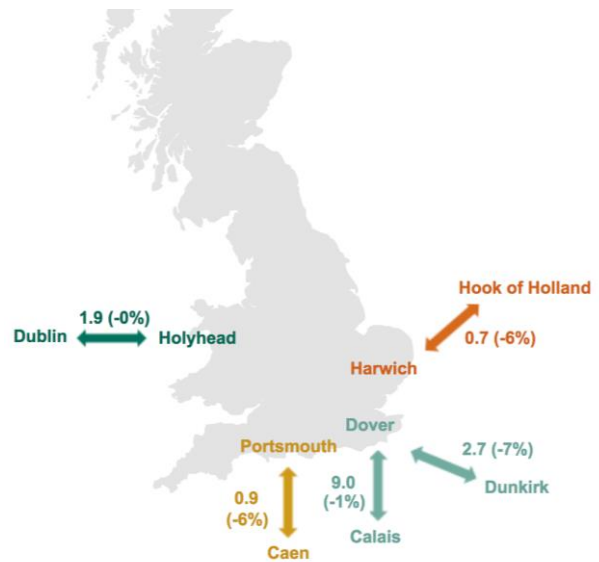 Hook of Holland
1.9 (-0%)
0.7 (-6%)
Dublin
Holyhead
Harwich
Dover
Portsmouth
2.7 (-7%)
9.0
(-1%)
Dunkirk
0.9
(-6%)
Calais
Caen